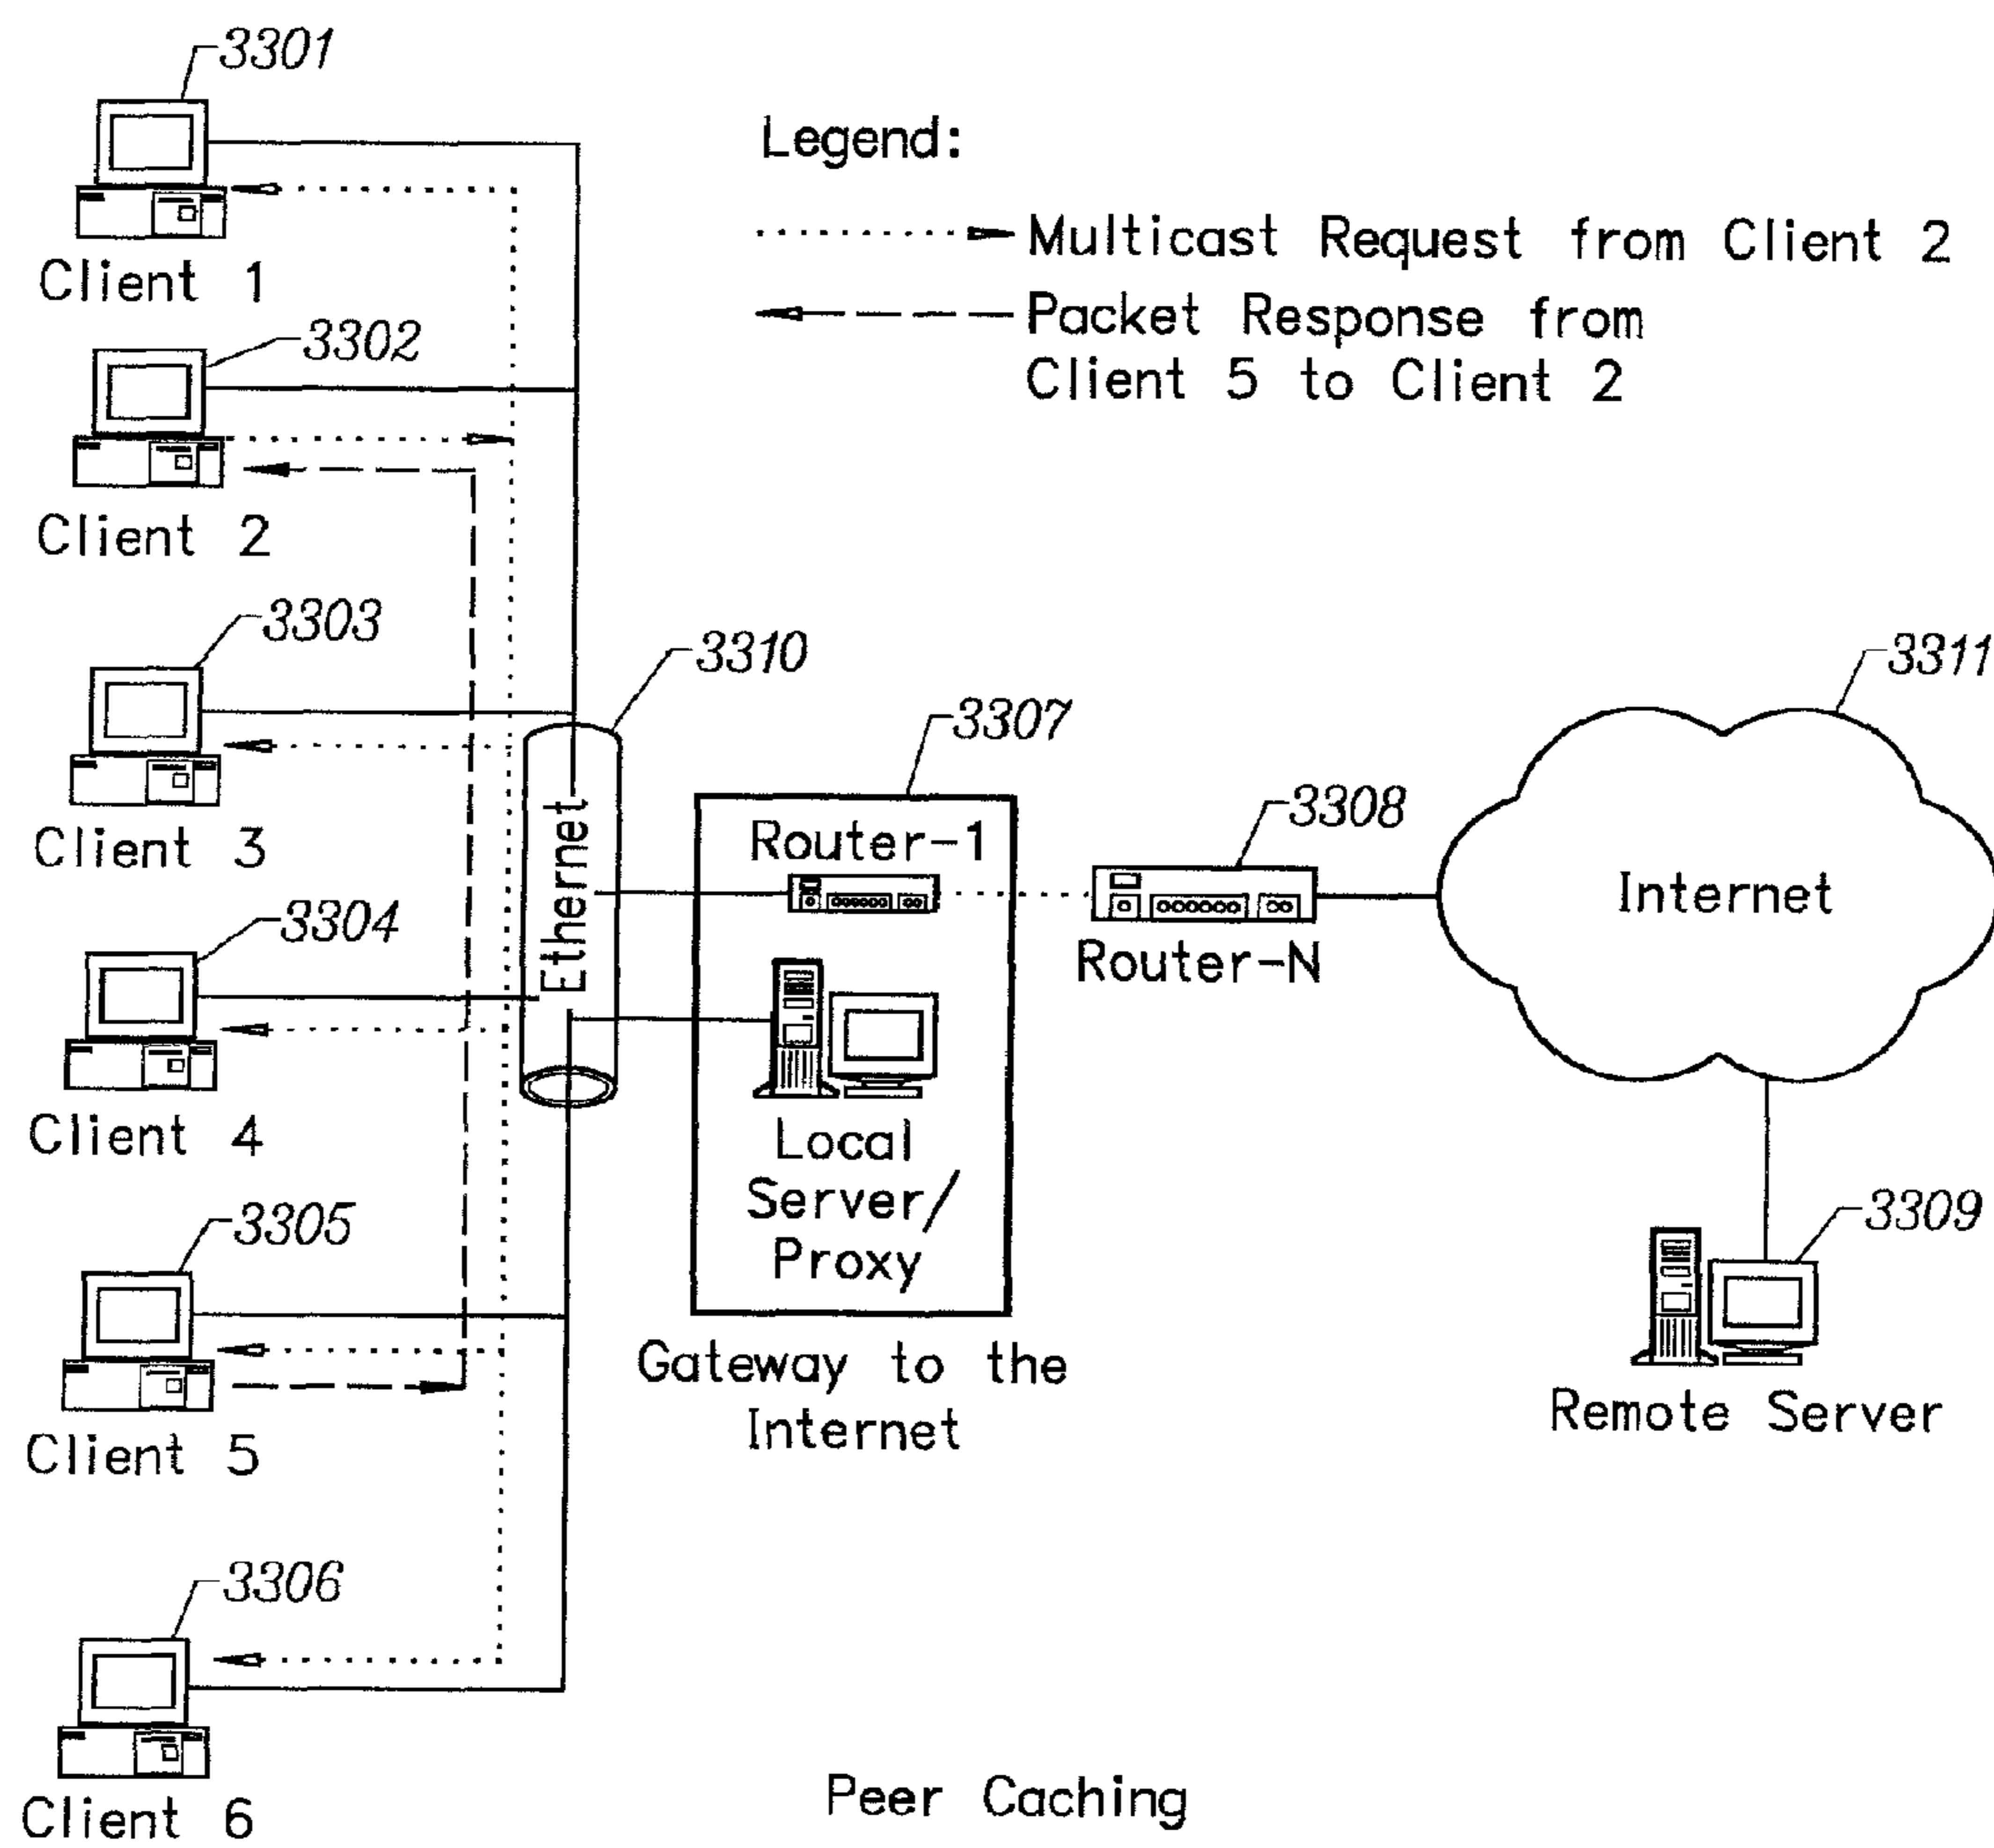 3301
Client 1
Legend:
Multicast Request from Client 2
Packet Response from
Client 5 to Client 2
3302
Client 2
3303
Client 3
3310
Ethernet
3307
Router-1
3308
Router-N
3311
Internet
3304
Client 4
Local
Server/
Proxy
Gateway to the
Internet
3309
Remote Server
3305
Client 5
3306
Client 6
Peer Caching